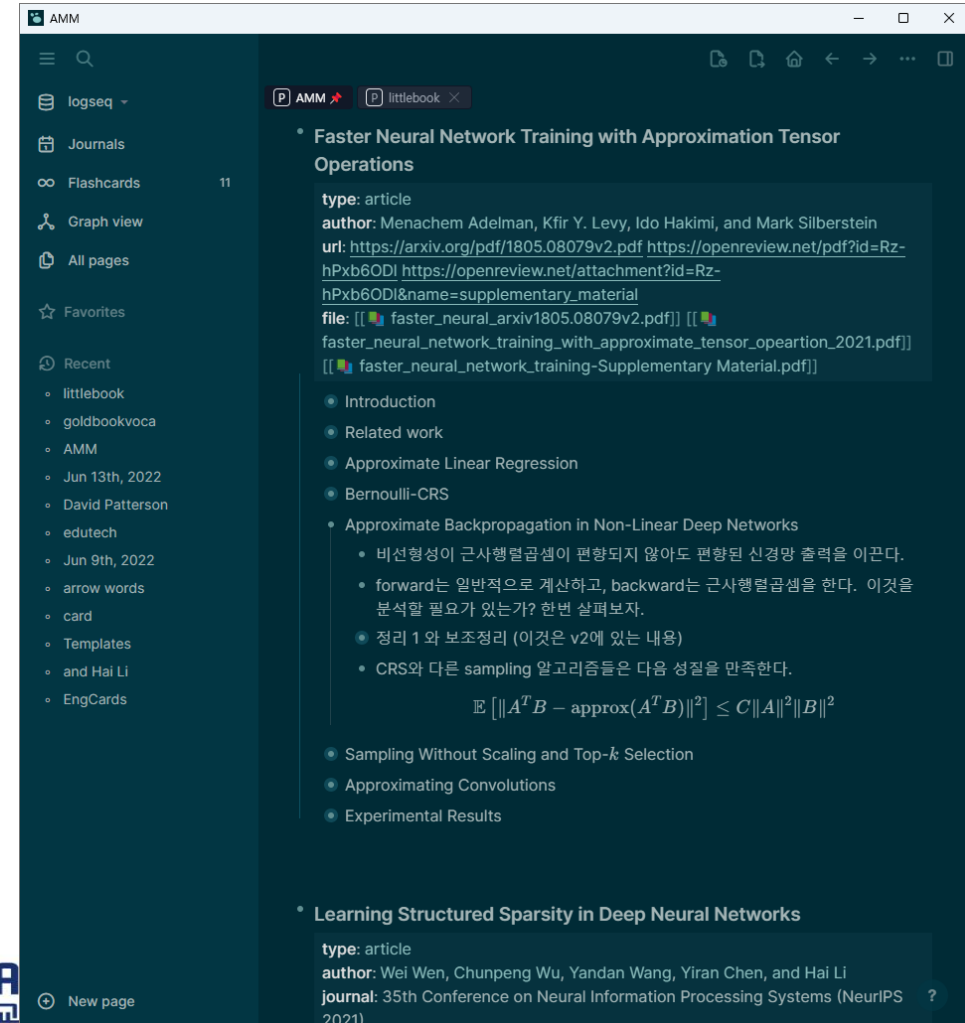 AMM
logseq
Journals
Flashcards 11
Graph view
All pages
Favorites
Recent
littlebook
goldbookvoca
AMM
Jun 13th, 2022
David Patterson
edutech
Jun 9th, 2022
arrow words
card
Templates
and Hai Li
EngCards
New page
P AMM P littlebook
Faster Neural Network Training with Approximation Tensor
Operations
type: article
author: Menachem Adelman, Kfir Y. Levy, Ido Hakimi, and Mark Silberstein
url: https://arxiv.org/pdf/1805.08079v2.pdf https://openreview.net/pdf?id=Rz-
hPxb6ODl https://openreview.net/attachment?id=Rz-
hPxb6ODl&name=supplementary_material
file: [[ faster_neural_arxiv1805.08079v2.pdf]] [[
faster_neural_network_training_with_approximate_tensor_opeartion_2021.pdf]]
[[ faster_neural_network_training-Supplementary Material.pdf]]
Introduction
Related work
Approximate Linear Regression
Bernoulli-CRS
Approximate Backpropagation in Non-Linear Deep Networks
비선형성이 근사행렬곱셈이 편향되지 않아도 편향된 신경망 출력을 이끈다.
forward는 일반적으로 계산하고, backward는 근사행렬곱셈을 한다. 이것을
분석할 필요가 있는가? 한번 살펴보자.
정리 1 와 보조정리 (이것은 v2에 있는 내용)
CRS와 다른 sampling 알고리즘들은 다음 성질을 만족한다.
𝔼 [‖AᵀB − approx(AᵀB)‖²] ≤ C‖A‖²‖B‖²
Sampling Without Scaling and Top-k Selection
Approximating Convolutions
Experimental Results
Learning Structured Sparsity in Deep Neural Networks
type: article
author: Wei Wen, Chunpeng Wu, Yandan Wang, Yiran Chen, and Hai Li
journal: 35th Conference on Neural Information Processing Systems (NeurIPS
2021)
?